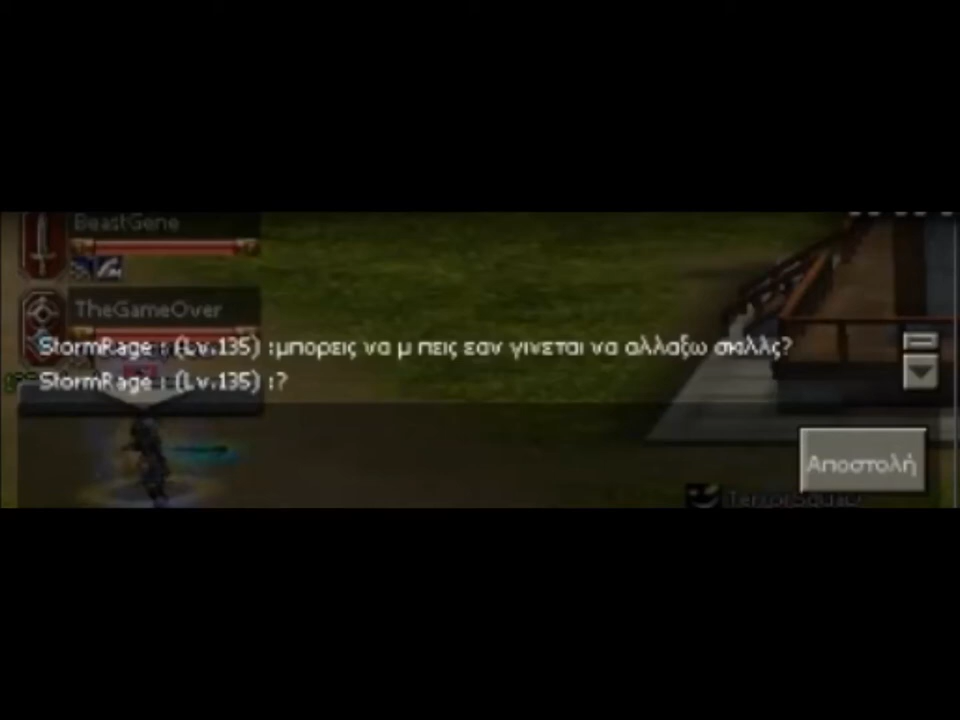 BeastGene
TheGameOver
StormRage : (Lv.135) :μπορεις να μ πεις εαν γινεται να αλλαξω σκιλλς?
StormRage : (Lv.135) :?
Αποστολή